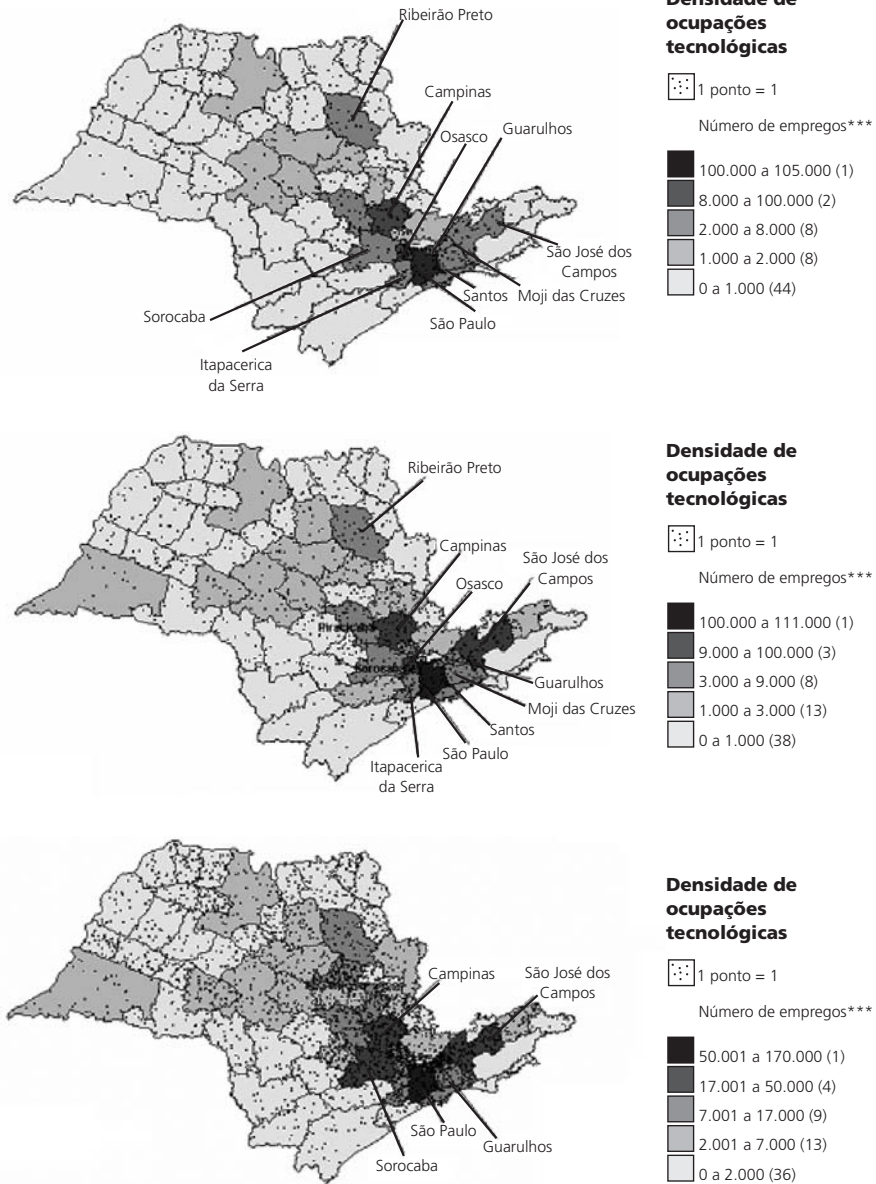 Densidade de
ocupações
tecnológicas
1 ponto = 1
Número de empregos***
100.000 a 105.000 (1)
8.000 a 100.000 (2)
2.000 a 8.000 (8)
1.000 a 2.000 (8)
0 a 1.000 (44)
Ribeirão Preto
Campinas
Osasco
Guarulhos
São José dos
Campos
Santos
Moji das Cruzes
Sorocaba
São Paulo
Itapacerica
da Serra
Densidade de
ocupações
tecnológicas
1 ponto = 1
Número de empregos***
100.000 a 111.000 (1)
9.000 a 100.000 (3)
3.000 a 9.000 (8)
1.000 a 3.000 (13)
0 a 1.000 (38)
Ribeirão Preto
Campinas
São José dos
Campos
Osasco
Guarulhos
Moji das Cruzes
Santos
São Paulo
Itapacerica
da Serra
Densidade de
ocupações
tecnológicas
1 ponto = 1
Número de empregos***
50.001 a 170.000 (1)
17.001 a 50.000 (4)
7.001 a 17.000 (9)
2.001 a 7.000 (13)
0 a 2.000 (36)
Campinas
São José dos
Campos
São Paulo
Guarulhos
Sorocaba